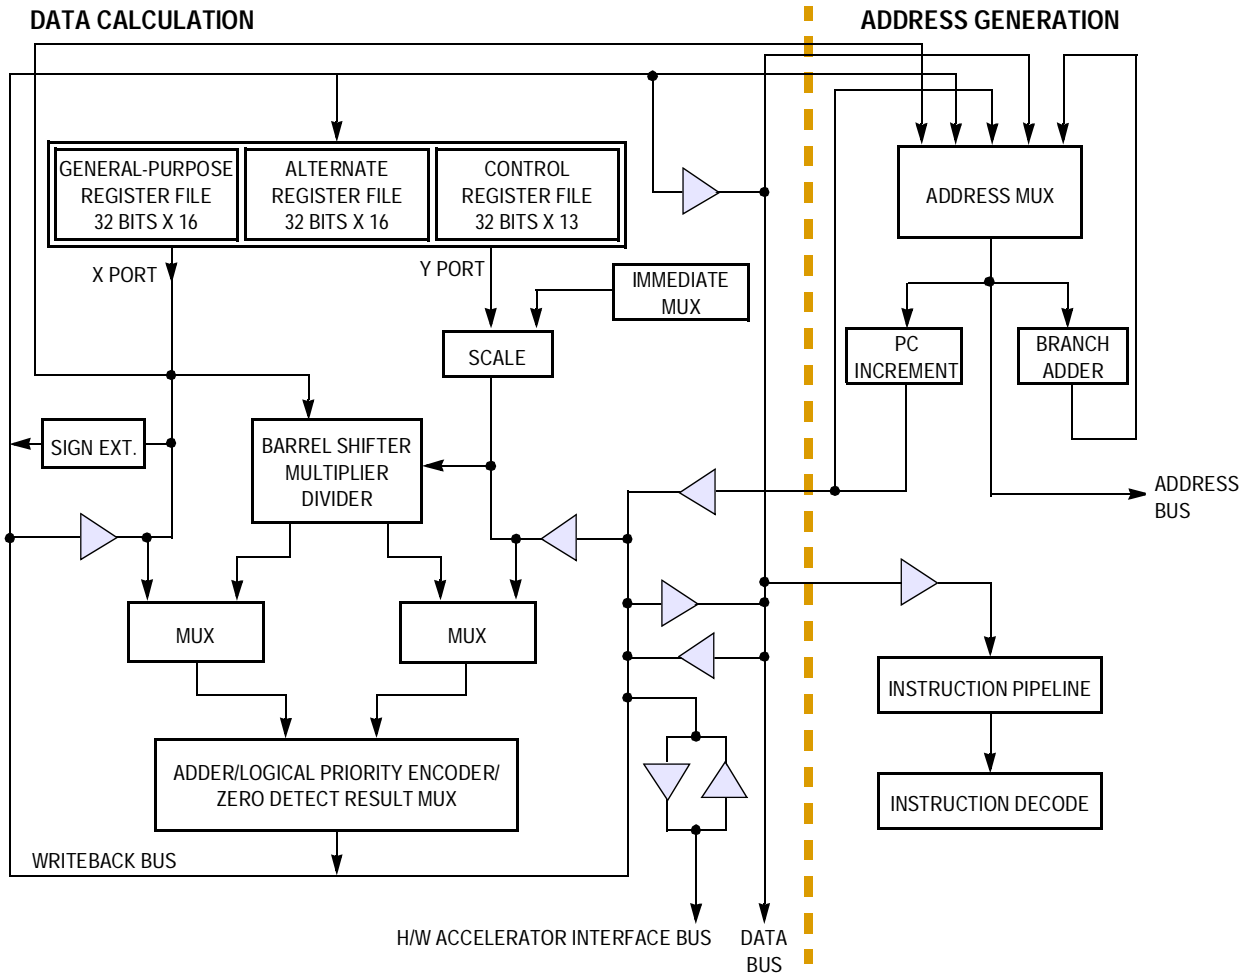 DATA CALCULATION
ADDRESS GENERATION
GENERAL-PURPOSE
REGISTER FILE
32 BITS X 16
ALTERNATE
REGISTER FILE
32 BITS X 16
CONTROL
REGISTER FILE
32 BITS X 13
ADDRESS MUX
X PORT
Y PORT
IMMEDIATE
MUX
SCALE
PC
INCREMENT
BRANCH
ADDER
SIGN EXT.
BARREL SHIFTER
MULTIPLIER
DIVIDER
ADDRESS
BUS
MUX
MUX
INSTRUCTION PIPELINE
ADDER/LOGICAL PRIORITY ENCODER/
ZERO DETECT RESULT MUX
INSTRUCTION DECODE
WRITEBACK BUS
H/W ACCELERATOR INTERFACE BUS
DATA
BUS